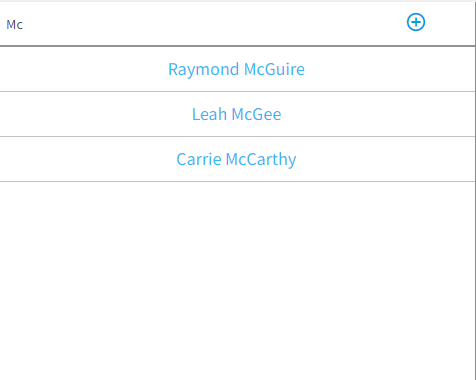 Mc
Raymond McGuire
Leah McGee
Carrie McCarthy